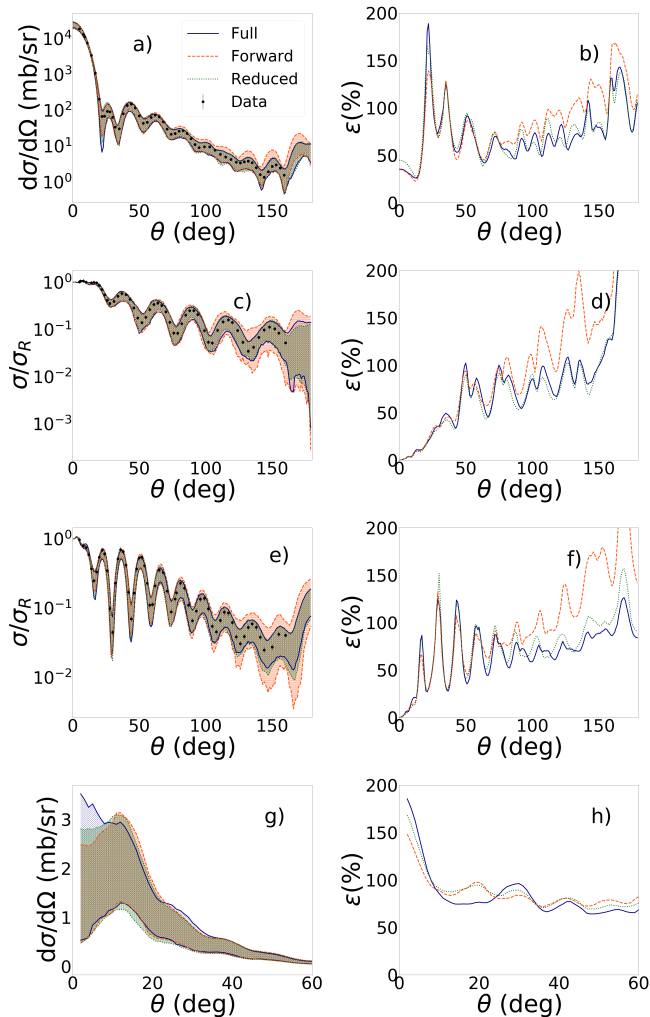 a)
Full
Forward
Reduced
Data
dσ/dΩ (mb/sr)
10⁴
10³
10²
10¹
10⁰
0 50 100 150
θ (deg)
b)
ε(%)
200
150
100
50
0
0 50 100 150
θ (deg)
c)
σ/σ_R
10⁰
10⁻¹
10⁻²
10⁻³
0 50 100 150
θ (deg)
d)
ε(%)
200
150
100
50
0
0 50 100 150
θ (deg)
e)
σ/σ_R
10⁰
10⁻¹
10⁻²
0 50 100 150
θ (deg)
f)
ε(%)
200
150
100
50
0
0 50 100 150
θ (deg)
g)
dσ/dΩ (mb/sr)
3
2
1
0
0 20 40 60
θ (deg)
h)
ε(%)
200
150
100
50
0
0 20 40 60
θ (deg)